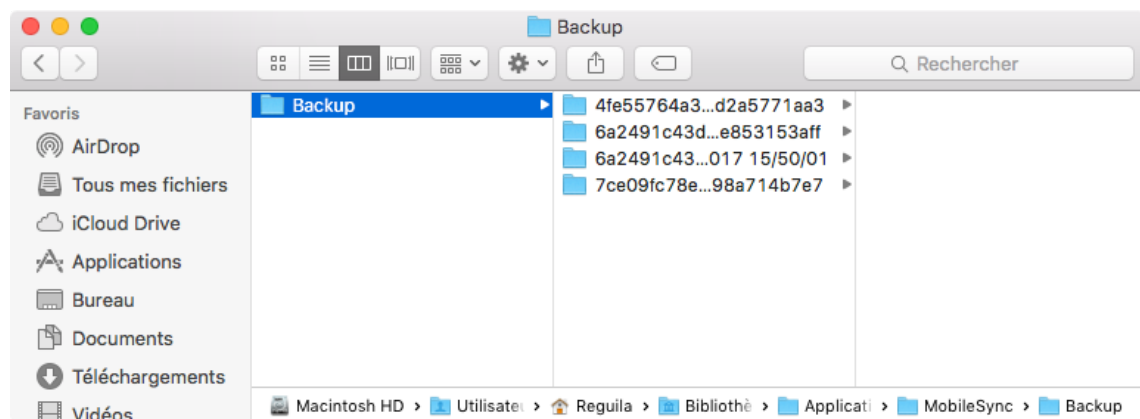 Backup
Rechercher
Favoris
AirDrop
Tous mes fichiers
iCloud Drive
Applications
Bureau
Documents
Téléchargements
Vidéos
Backup
4fe55764a3...d2a5771aa3
6a2491c43d...e853153aff
6a2491c43...017 15/50/01
7ce09fc78e...98a714b7e7
Macintosh HD › Utilisateu › Reguila › Bibliothè › Applicati › MobileSync › Backup